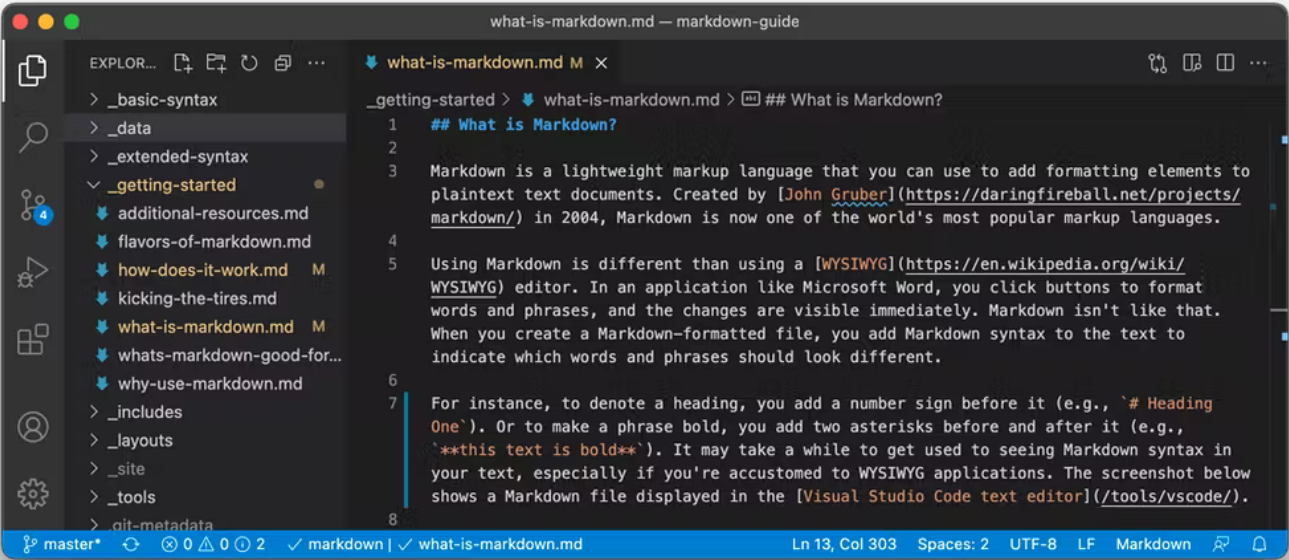 what-is-markdown.md — markdown-guide
EXPLOR...
what-is-markdown.md M
_getting-started > what-is-markdown.md > ## What is Markdown?
_basic-syntax
_data
_extended-syntax
_getting-started
additional-resources.md
flavors-of-markdown.md
how-does-it-work.md M
kicking-the-tires.md
what-is-markdown.md M
whats-markdown-good-for...
why-use-markdown.md
_includes
_layouts
_site
_tools
.git-metadata
4
1 ## What is Markdown?
2
3 Markdown is a lightweight markup language that you can use to add formatting elements to
plaintext text documents. Created by [John Gruber](https://daringfireball.net/projects/
markdown/) in 2004, Markdown is now one of the world's most popular markup languages.
4
5 Using Markdown is different than using a [WYSIWYG](https://en.wikipedia.org/wiki/
WYSIWYG) editor. In an application like Microsoft Word, you click buttons to format
words and phrases, and the changes are visible immediately. Markdown isn't like that.
When you create a Markdown-formatted file, you add Markdown syntax to the text to
indicate which words and phrases should look different.
6
7 For instance, to denote a heading, you add a number sign before it (e.g., `# Heading
One`). Or to make a phrase bold, you add two asterisks before and after it (e.g.,
`**this text is bold**`). It may take a while to get used to seeing Markdown syntax in
your text, especially if you're accustomed to WYSIWYG applications. The screenshot below
shows a Markdown file displayed in the [Visual Studio Code text editor](/tools/vscode/).
8
master* 0 0 2 markdown | what-is-markdown.md Ln 13, Col 303 Spaces: 2 UTF-8 LF Markdown